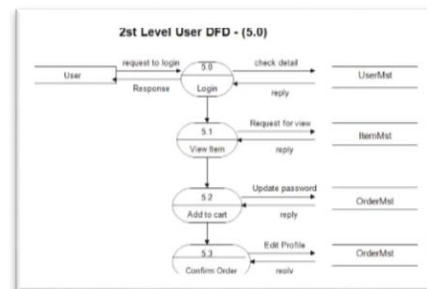 2st Level User DFD - (5.0)
request to login
5.0
check detail
User
UserMst
Response
Login
reply
5.1
Request for view
ItemMst
View Item
reply
5.2
Update password
OrderMst
Add to cart
reply
5.3
Edit Profile
OrderMst
Confirm Order
reply